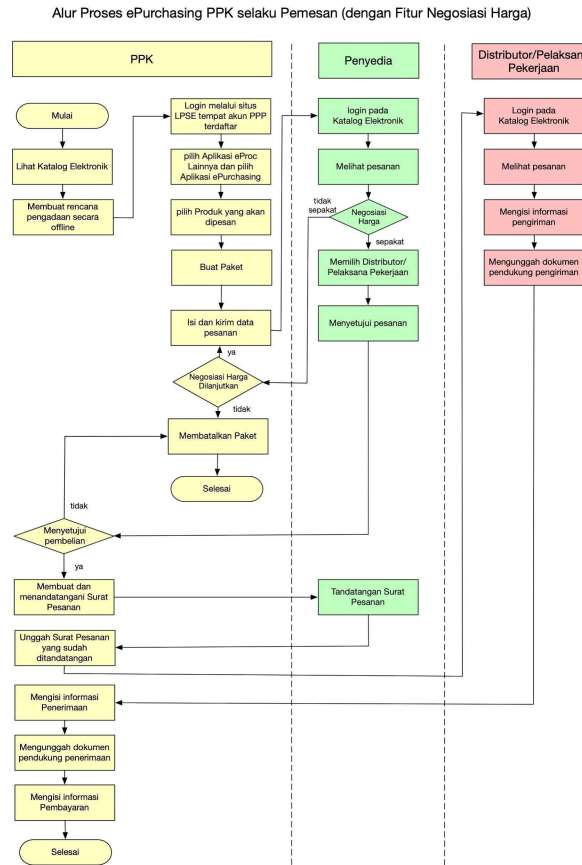 Alur Proses ePurchasing PPK selaku Pemesan (dengan Fitur Negosiasi Harga)
PPK
Penyedia
Distributor/Pelaksan
Pekerjaan
Mulai
Lihat Katalog Elektronik
Membuat rencana
pengadaan secara
offline
Login melalui situs
LPSE tempat akun PPP
terdaftar
pilih Aplikasi eProc
Lainnya dan pilih
Aplikasi ePurchasing
pilih Produk yang akan
dipesan
Buat Paket
Isi dan kirim data
pesanan
ya
Negosiasi Harga
Dilanjutkan
tidak
Membatalkan Paket
Selesai
login pada
Katalog Elektronik
Melihat pesanan
tidak
sepakat
Negosiasi
Harga
sepakat
Memilih Distributor/
Pelaksana Pekerjaan
Menyetujui pesanan
Login pada
Katalog Elektronik
Melihat pesanan
Mengisi informasi
pengiriman
Mengunggah dokumen
pendukung pengiriman
tidak
Menyetujui
pembelian
ya
Membuat dan
menandatangani Surat
Pesanan
Tandatangan Surat
Pesanan
Unggah Surat Pesanan
yang sudah
ditandatangan
Mengisi informasi
Penerimaan
Mengunggah dokumen
pendukung penerimaan
Mengisi informasi
Pembayaran
Selesai